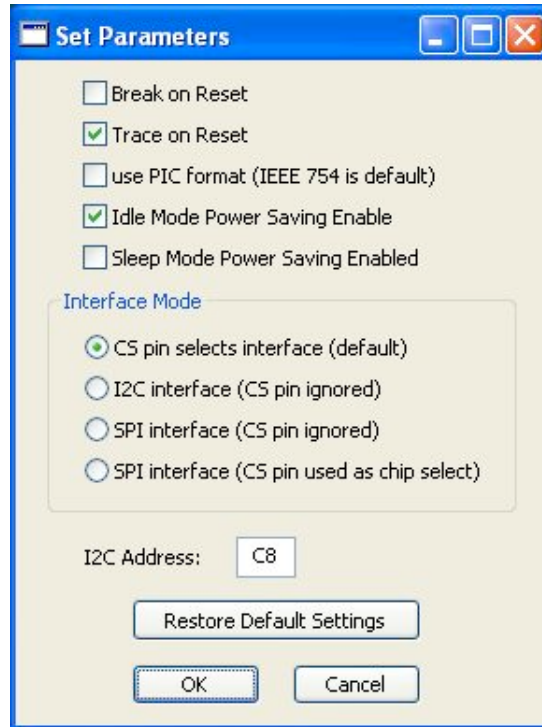 Set Parameters
Break on Reset
Trace on Reset
use PIC format (IEEE 754 is default)
Idle Mode Power Saving Enable
Sleep Mode Power Saving Enabled
Interface Mode
CS pin selects interface (default)
I2C interface (CS pin ignored)
SPI interface (CS pin ignored)
SPI interface (CS pin used as chip select)
I2C Address: C8
Restore Default Settings
OK Cancel